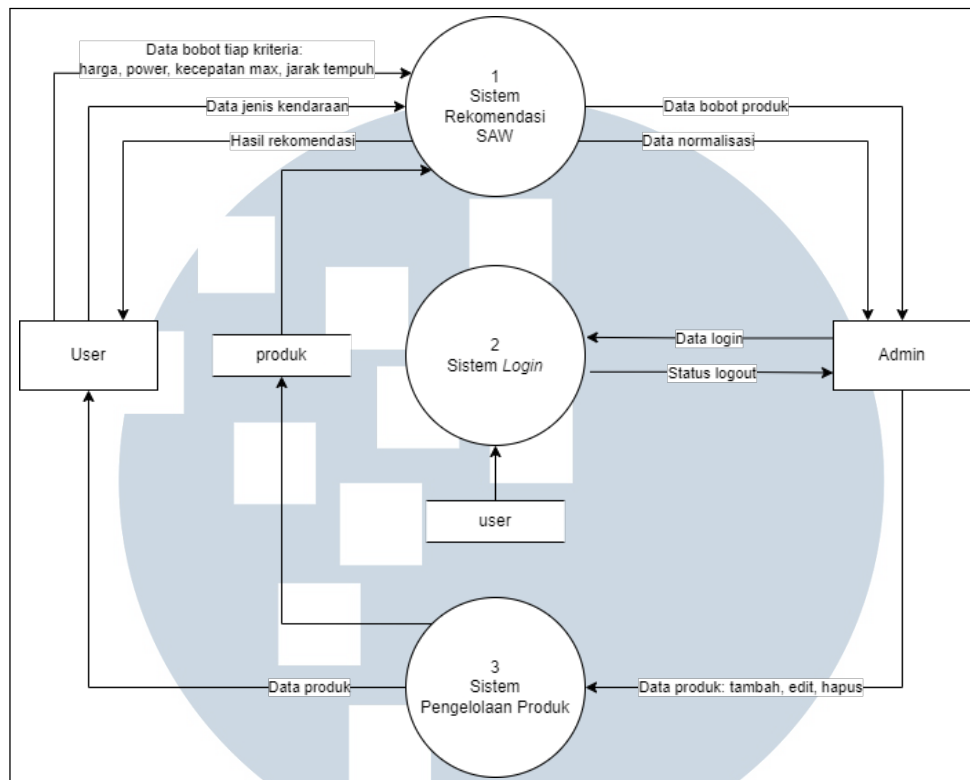 Data bobot tiap kriteria:
harga, power, kecepatan max, jarak tempuh
Data jenis kendaraan
Hasil rekomendasi
1
Sistem
Rekomendasi
SAW
Data bobot produk
Data normalisasi
User
produk
2
Sistem Login
Data login
Status logout
Admin
user
3
Sistem
Pengelolaan Produk
Data produk
Data produk: tambah, edit, hapus